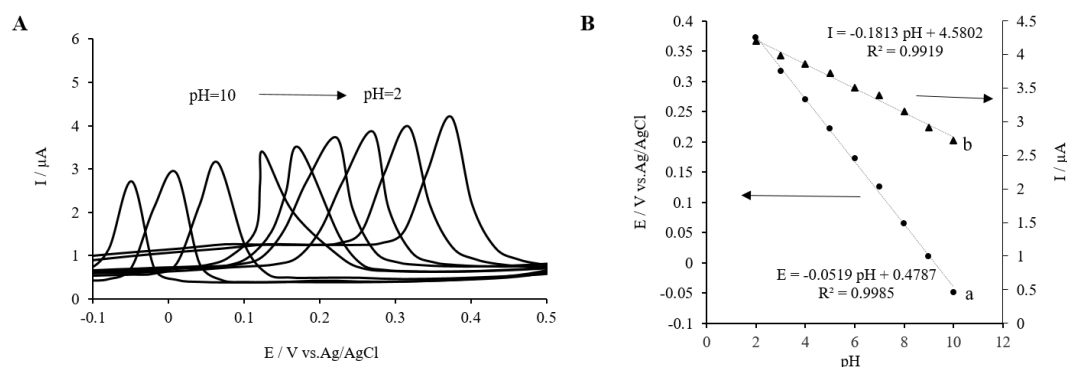 A
6
5
4
3
2
1
0
-0.1
0
0.1
0.2
0.3
0.4
0.5
I / µA
E / V vs.Ag/AgCl
pH=10
pH=2
B
0.4
0.35
0.3
0.25
0.2
0.15
0.1
0.05
0
-0.05
-0.1
E / V vs.Ag/AgCl
I = -0.1813 pH + 4.5802
R² = 0.9919
b
E = -0.0519 pH + 0.4787
R² = 0.9985
a
4.5
4
3.5
3
2.5
2
1.5
1
0.5
0
I / µA
0
2
4
6
8
10
12
pH